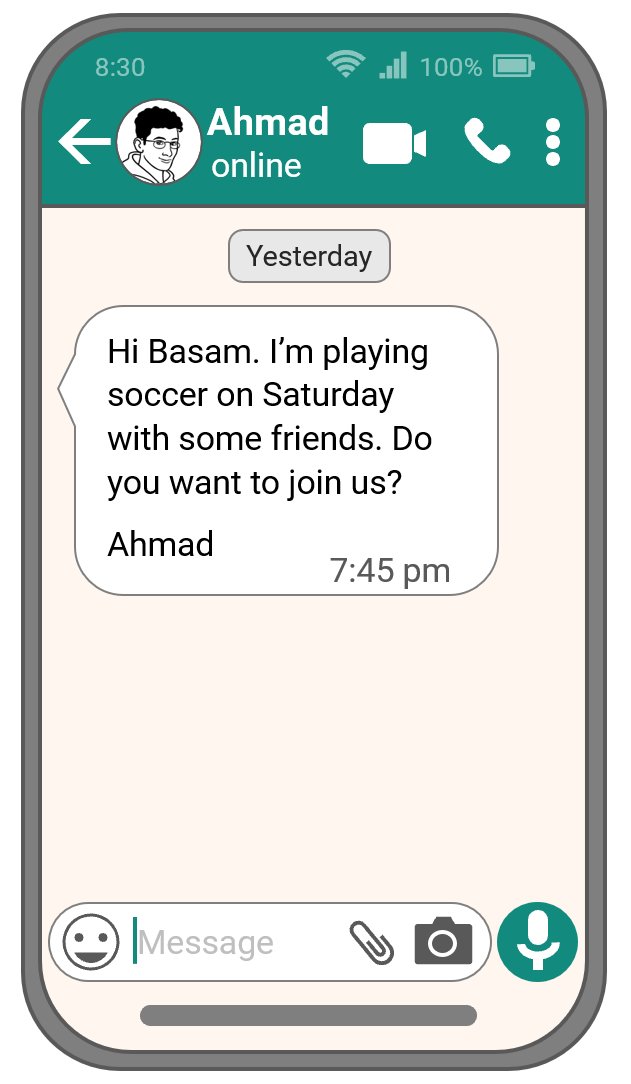 8:30 100%
Ahmad
online
Yesterday
Hi Basam. I’m playing
soccer on Saturday
with some friends. Do
you want to join us?
Ahmad
7:45 pm
Message